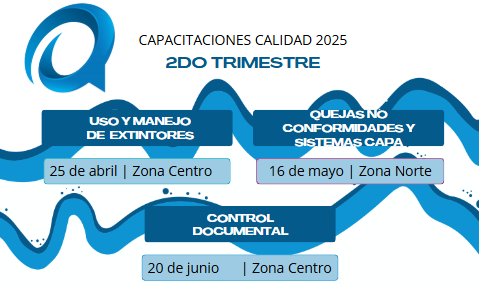 CAPACITACIONES CALIDAD 2025
2DO TRIMESTRE
USO Y MANEJO
DE EXTINTORES
25 de abril | Zona Centro
QUEJAS NO
CONFORMIDADES Y
SISTEMAS CAPA
16 de mayo | Zona Norte
CONTROL
DOCUMENTAL
20 de junio | Zona Centro